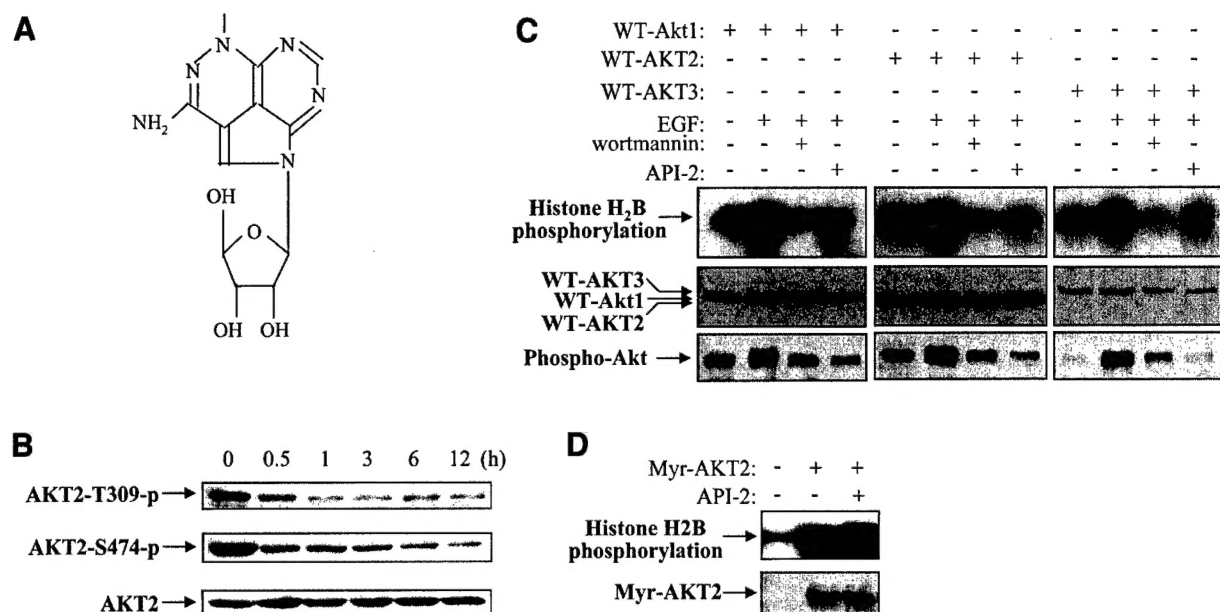 A
N
N
N
N
N
NH2
OH
O
OH
OH
C
WT-Akt1: + + + + - - - - - - - -
WT-AKT2: - - - - + + + + - - - -
WT-AKT3: - - - - - - - - + + + +
EGF: - + + + - + + + - + + +
wortmannin: - - + - - - + - - - + -
API-2: - - - + - - - + - - - +
Histone H2B
phosphorylation
WT-AKT3
WT-Akt1
WT-AKT2
Phospho-Akt
B
0 0.5 1 3 6 12 (h)
AKT2-T309-p
AKT2-S474-p
AKT2
D
Myr-AKT2: - + +
API-2: - - +
Histone H2B
phosphorylation
Myr-AKT2